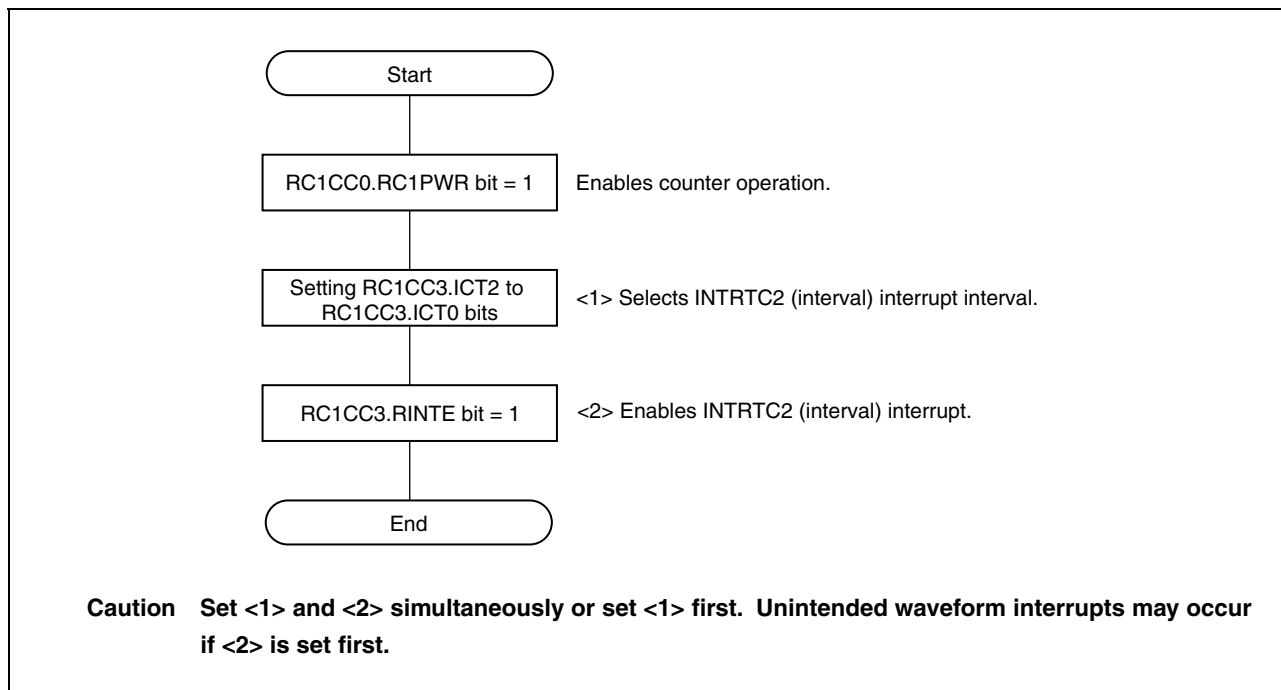 Start
RC1CC0.RC1PWR bit = 1
Enables counter operation.
Setting RC1CC3.ICT2 to
RC1CC3.ICT0 bits
<1> Selects INTRTC2 (interval) interrupt interval.
RC1CC3.RINTE bit = 1
<2> Enables INTRTC2 (interval) interrupt.
End
Caution Set <1> and <2> simultaneously or set <1> first. Unintended waveform interrupts may occur
if <2> is set first.